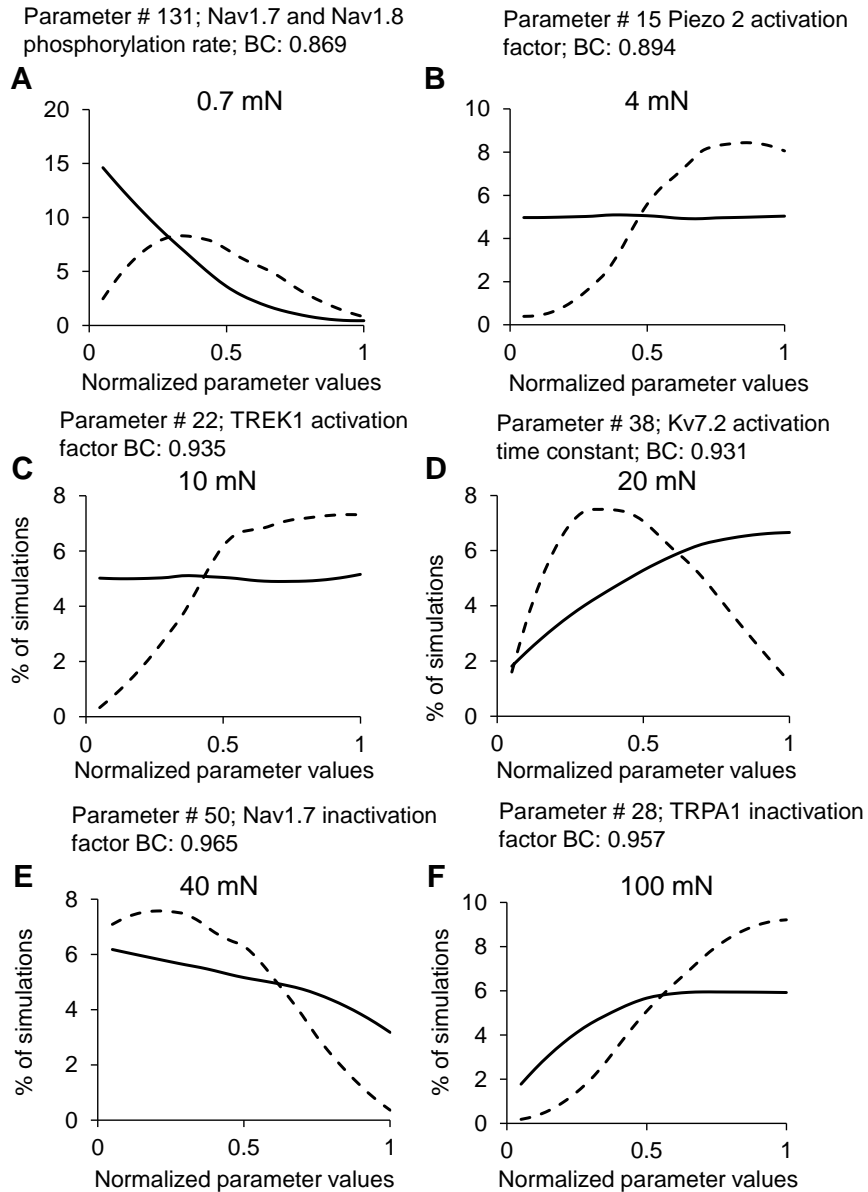 Parameter # 131; Nav1.7 and Nav1.8
phosphorylation rate; BC: 0.869
A
0.7 mN
20
15
10
5
0
0
0.5
1
Normalized parameter values
Parameter # 15 Piezo 2 activation
factor; BC: 0.894
B
4 mN
10
8
6
4
2
0
0
0.5
1
Normalized parameter values
Parameter # 22; TREK1 activation
factor BC: 0.935
C
10 mN
% of simulations
8
6
4
2
0
0
0.5
1
Normalized parameter values
Parameter # 38; Kv7.2 activation
time constant; BC: 0.931
D
20 mN
% of simulations
8
6
4
2
0
0
0.5
1
Normalized parameter values
Parameter # 50; Nav1.7 inactivation
factor BC: 0.965
E
40 mN
% of simulations
8
6
4
2
0
0
0.5
1
Normalized parameter values
Parameter # 28; TRPA1 inactivation
factor BC: 0.957
F
100 mN
% of simulations
10
8
6
4
2
0
0
0.5
1
Normalized parameter values